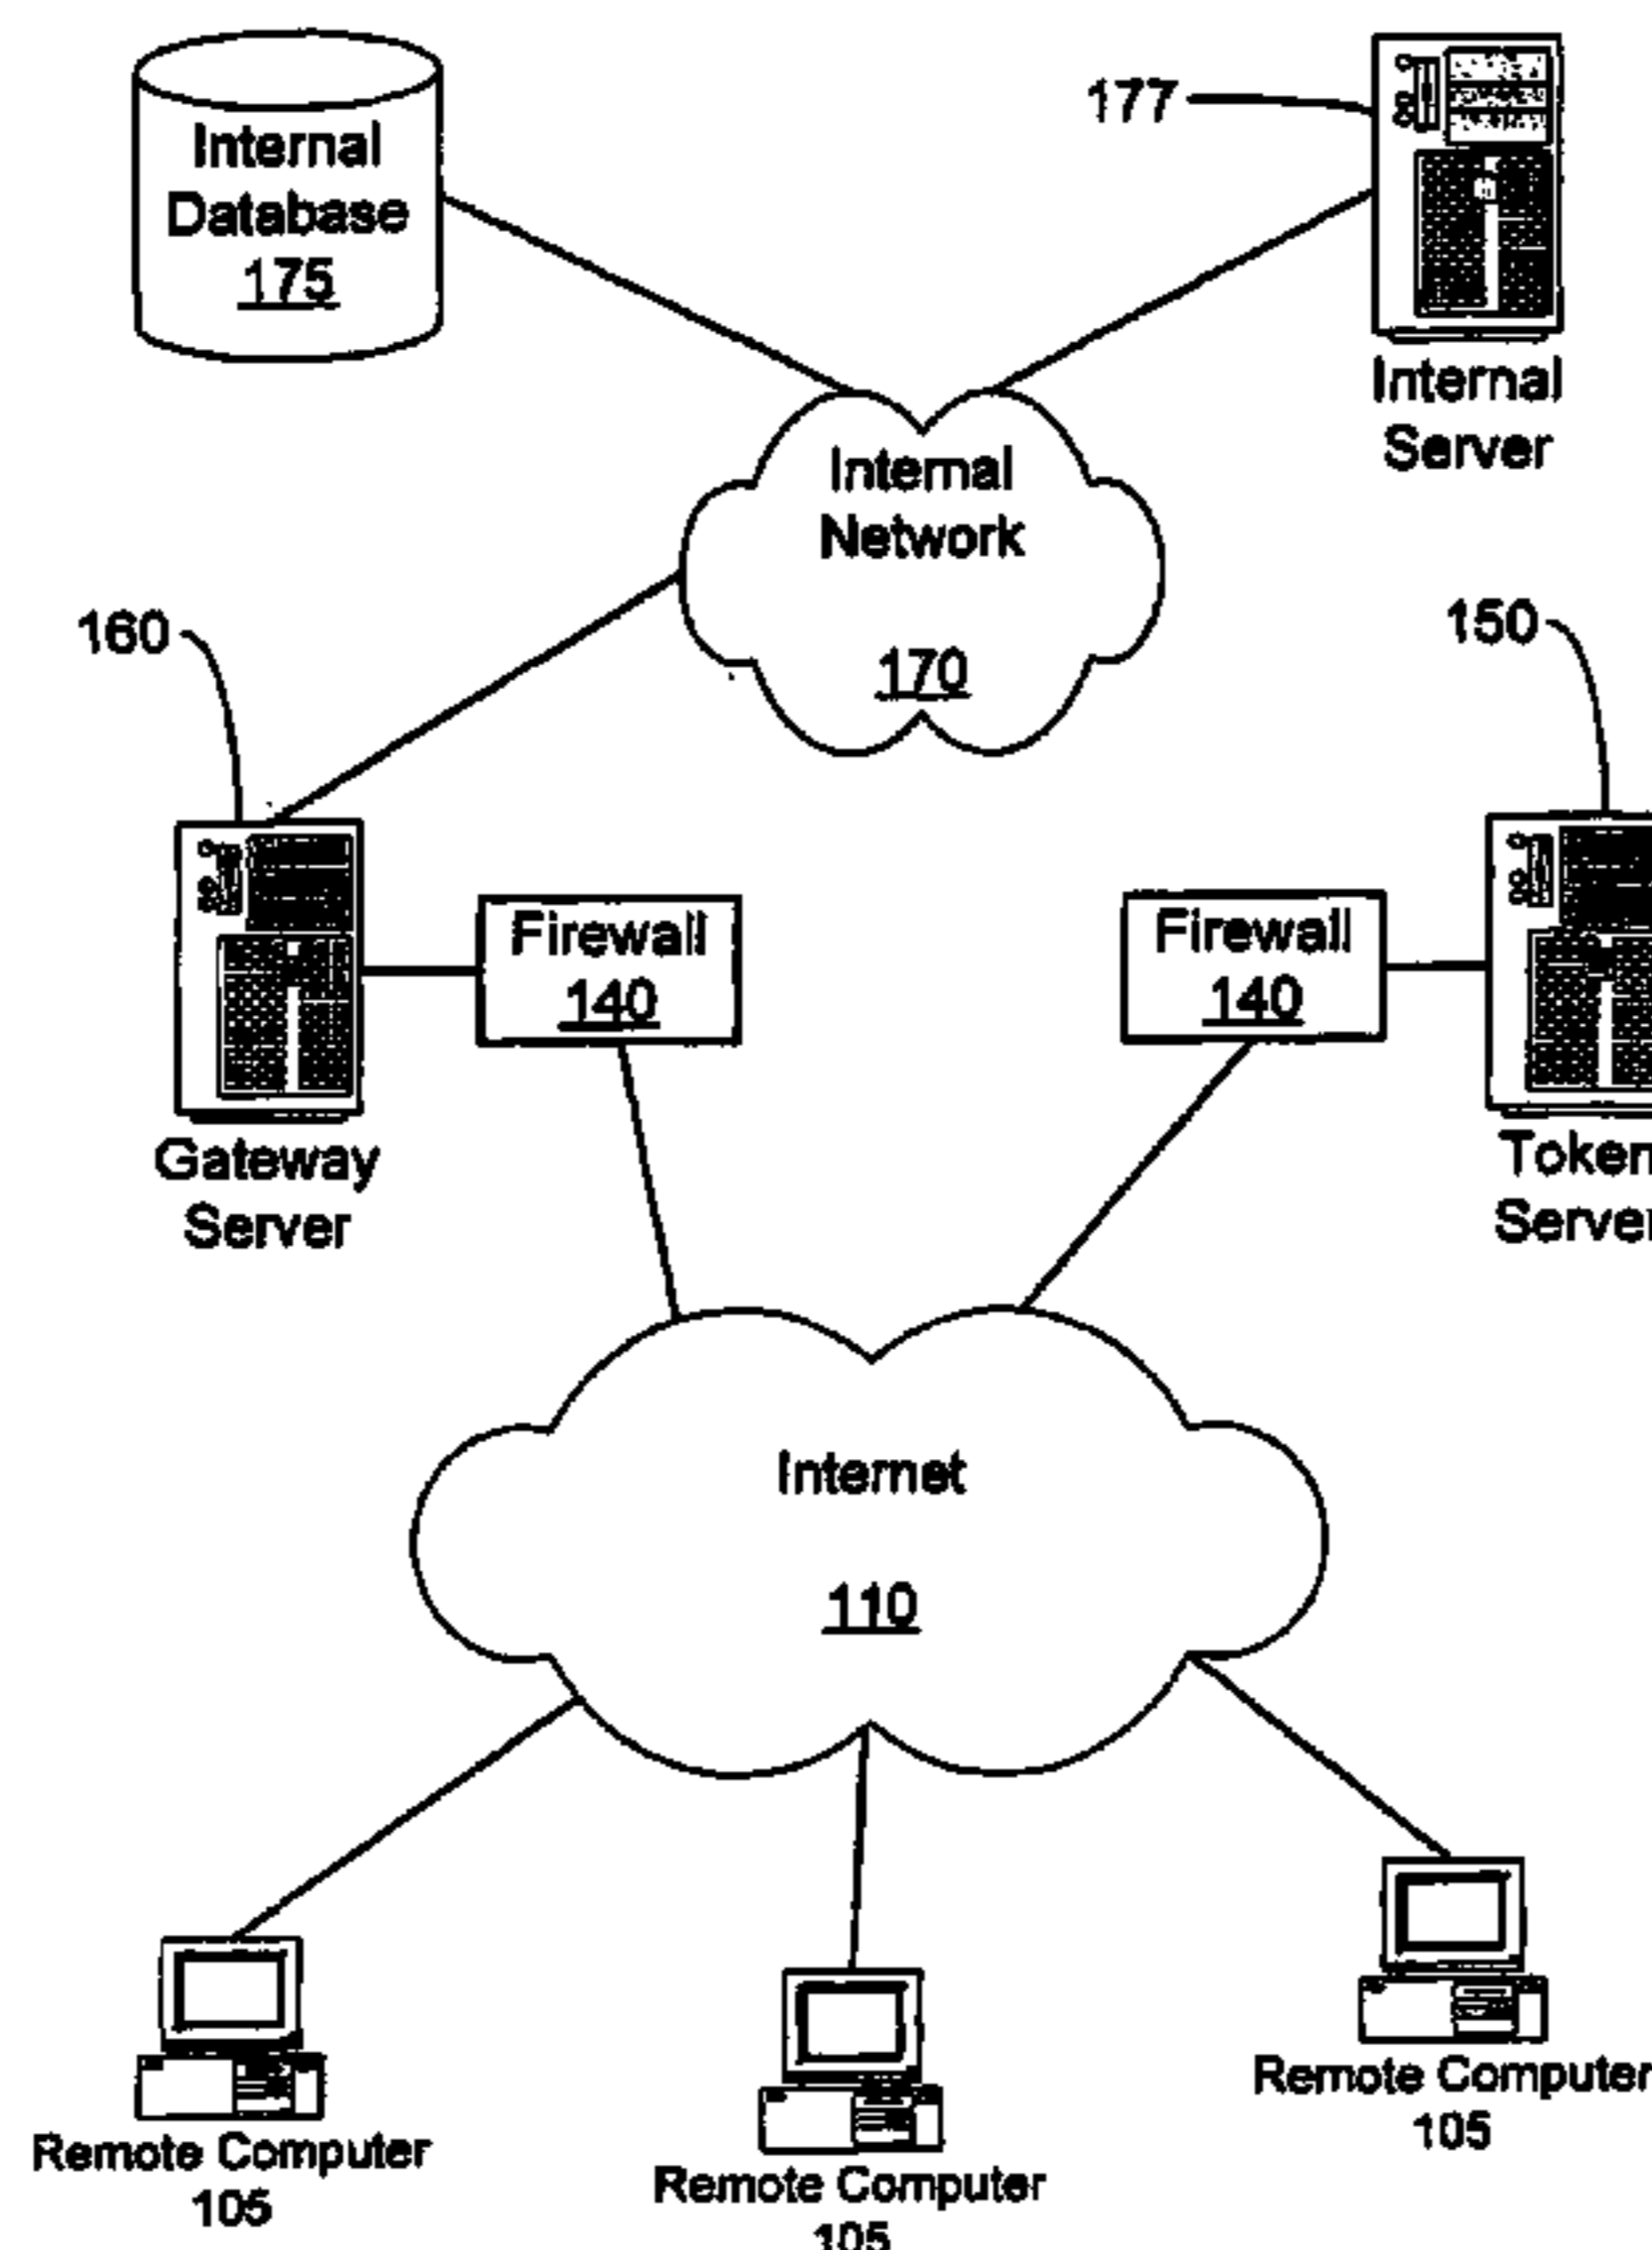 Internal
Database
175
177
Internal
Server
Internal
Network
170
160
150
Firewall
140
Firewall
140
Gateway
Server
Token
Server
Internet
110
Remote Computer
105
Remote Computer
105
Remote Computer
105